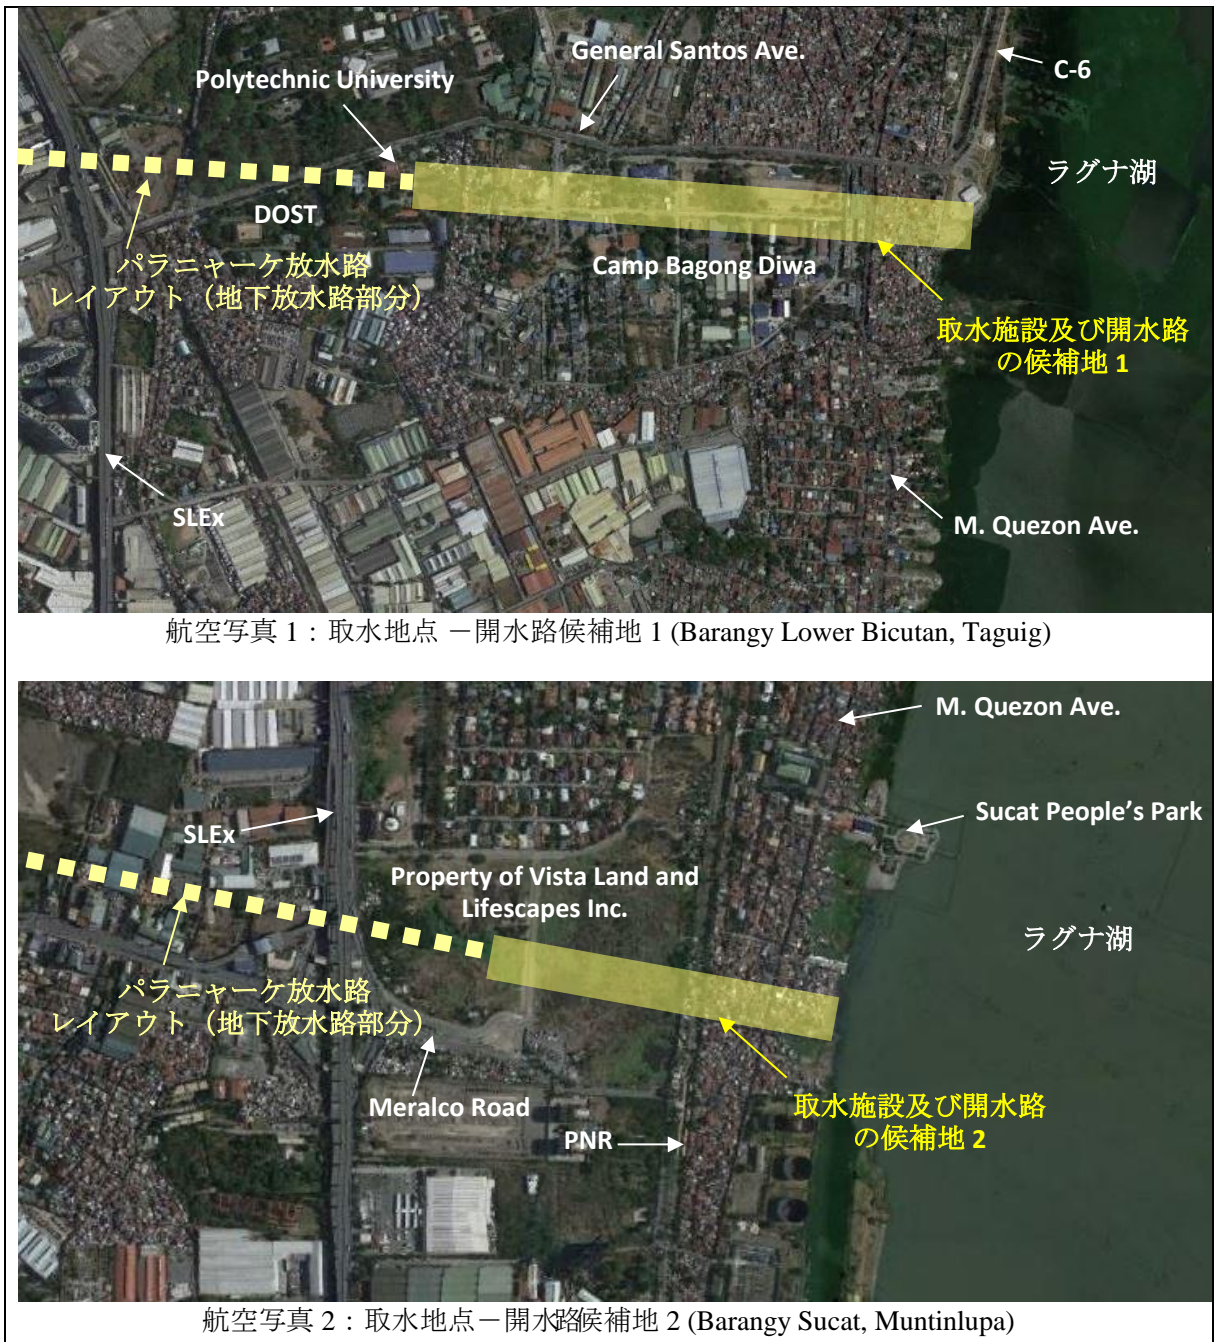 General Santos Ave.
Polytechnic University
C-6
ラグナ湖
DOST
パラニャーケ放水路
レイアウト（地下放水路部分）
Camp Bagong Diwa
取水施設及び開水路
の候補地 1
SLEx
M. Quezon Ave.
航空写真 1：取水地点 －開水路候補地 1 (Barangy Lower Bicutan, Taguig)
M. Quezon Ave.
SLEx
Sucat People’s Park
Property of Vista Land and
Lifescapes Inc.
ラグナ湖
パラニャーケ放水路
レイアウト（地下放水路部分）
Meralco Road
取水施設及び開水路
の候補地 2
PNR
航空写真 2：取水地点－開水路候補地 2 (Barangy Sucat, Muntinlupa)